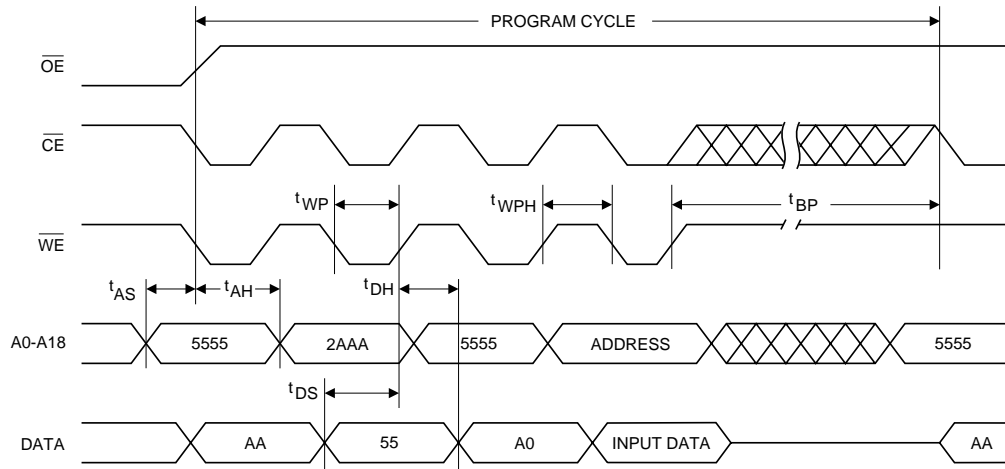 PROGRAM CYCLE
OE
CE
tWP
tWPH
tBP
WE
tAS
tAH
tDH
A0-A18
5555
2AAA
5555
ADDRESS
5555
tDS
DATA
AA
55
A0
INPUT DATA
AA